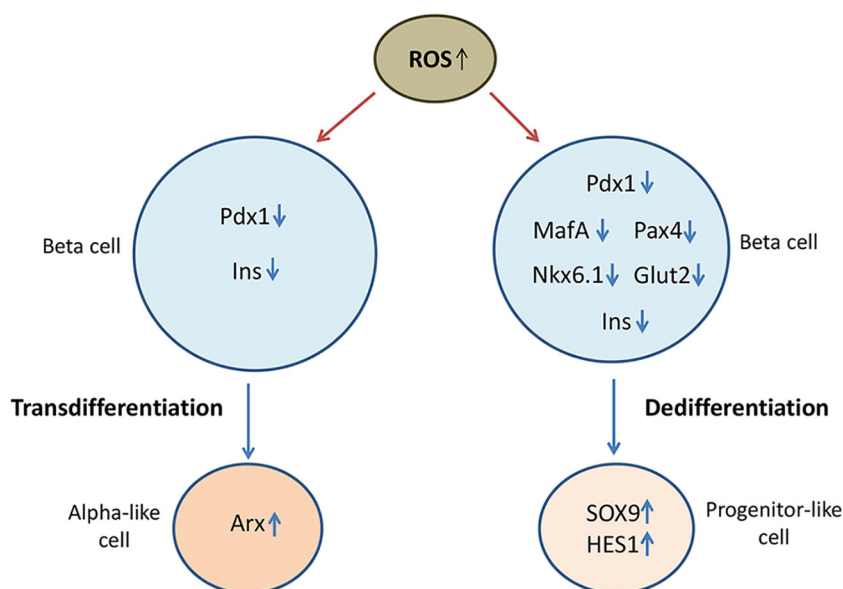 ROS↑
Pdx1↓
Ins↓
Beta cell
Pdx1↓
MafA↓ Pax4↓
Nkx6.1↓ Glut2↓
Ins↓
Beta cell
Transdifferentiation
Dedifferentiation
Alpha-like
cell
Arx↑
SOX9↑
HES1↑
Progenitor-like
cell